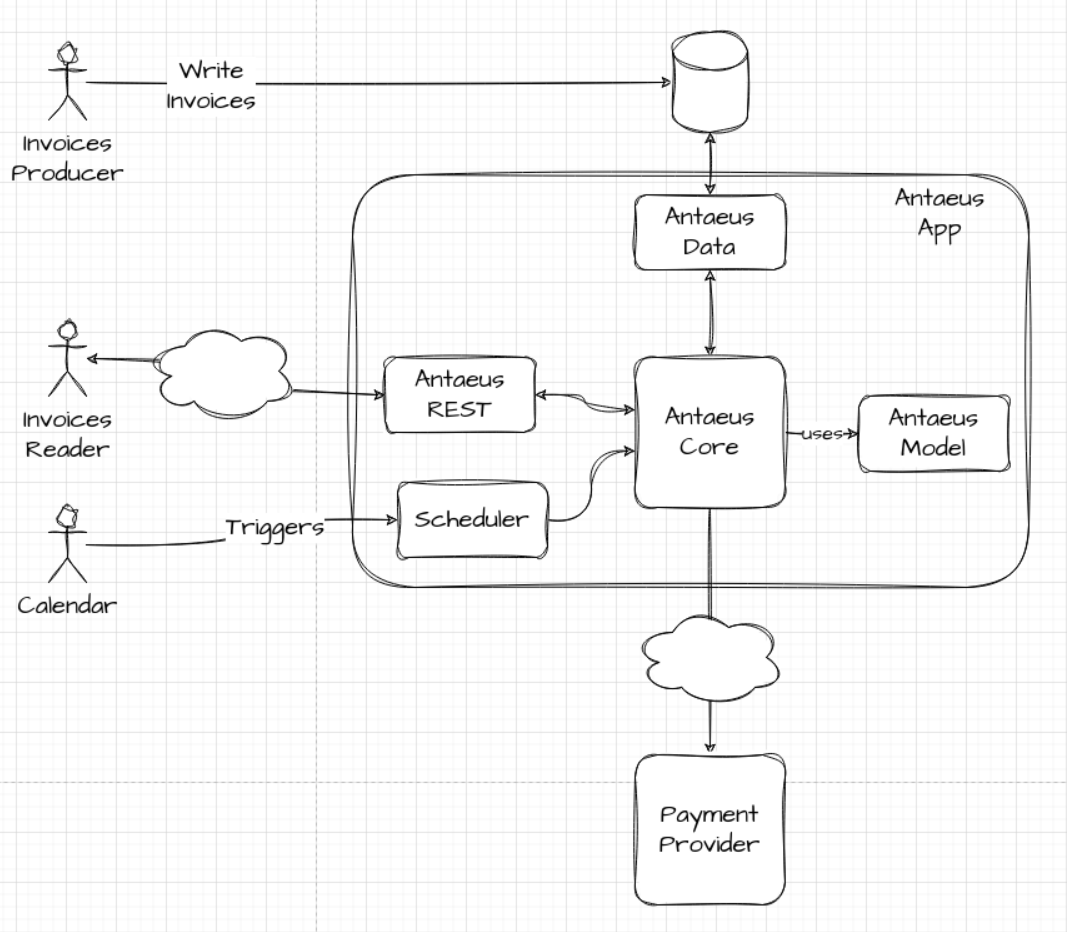 Write
Invoices
Invoices
Producer
Antaeus
App
Antaeus
Data
Invoices
Reader
Antaeus
REST
Antaeus
Core
uses
Antaeus
Model
Triggers
Scheduler
Calendar
Payment
Provider